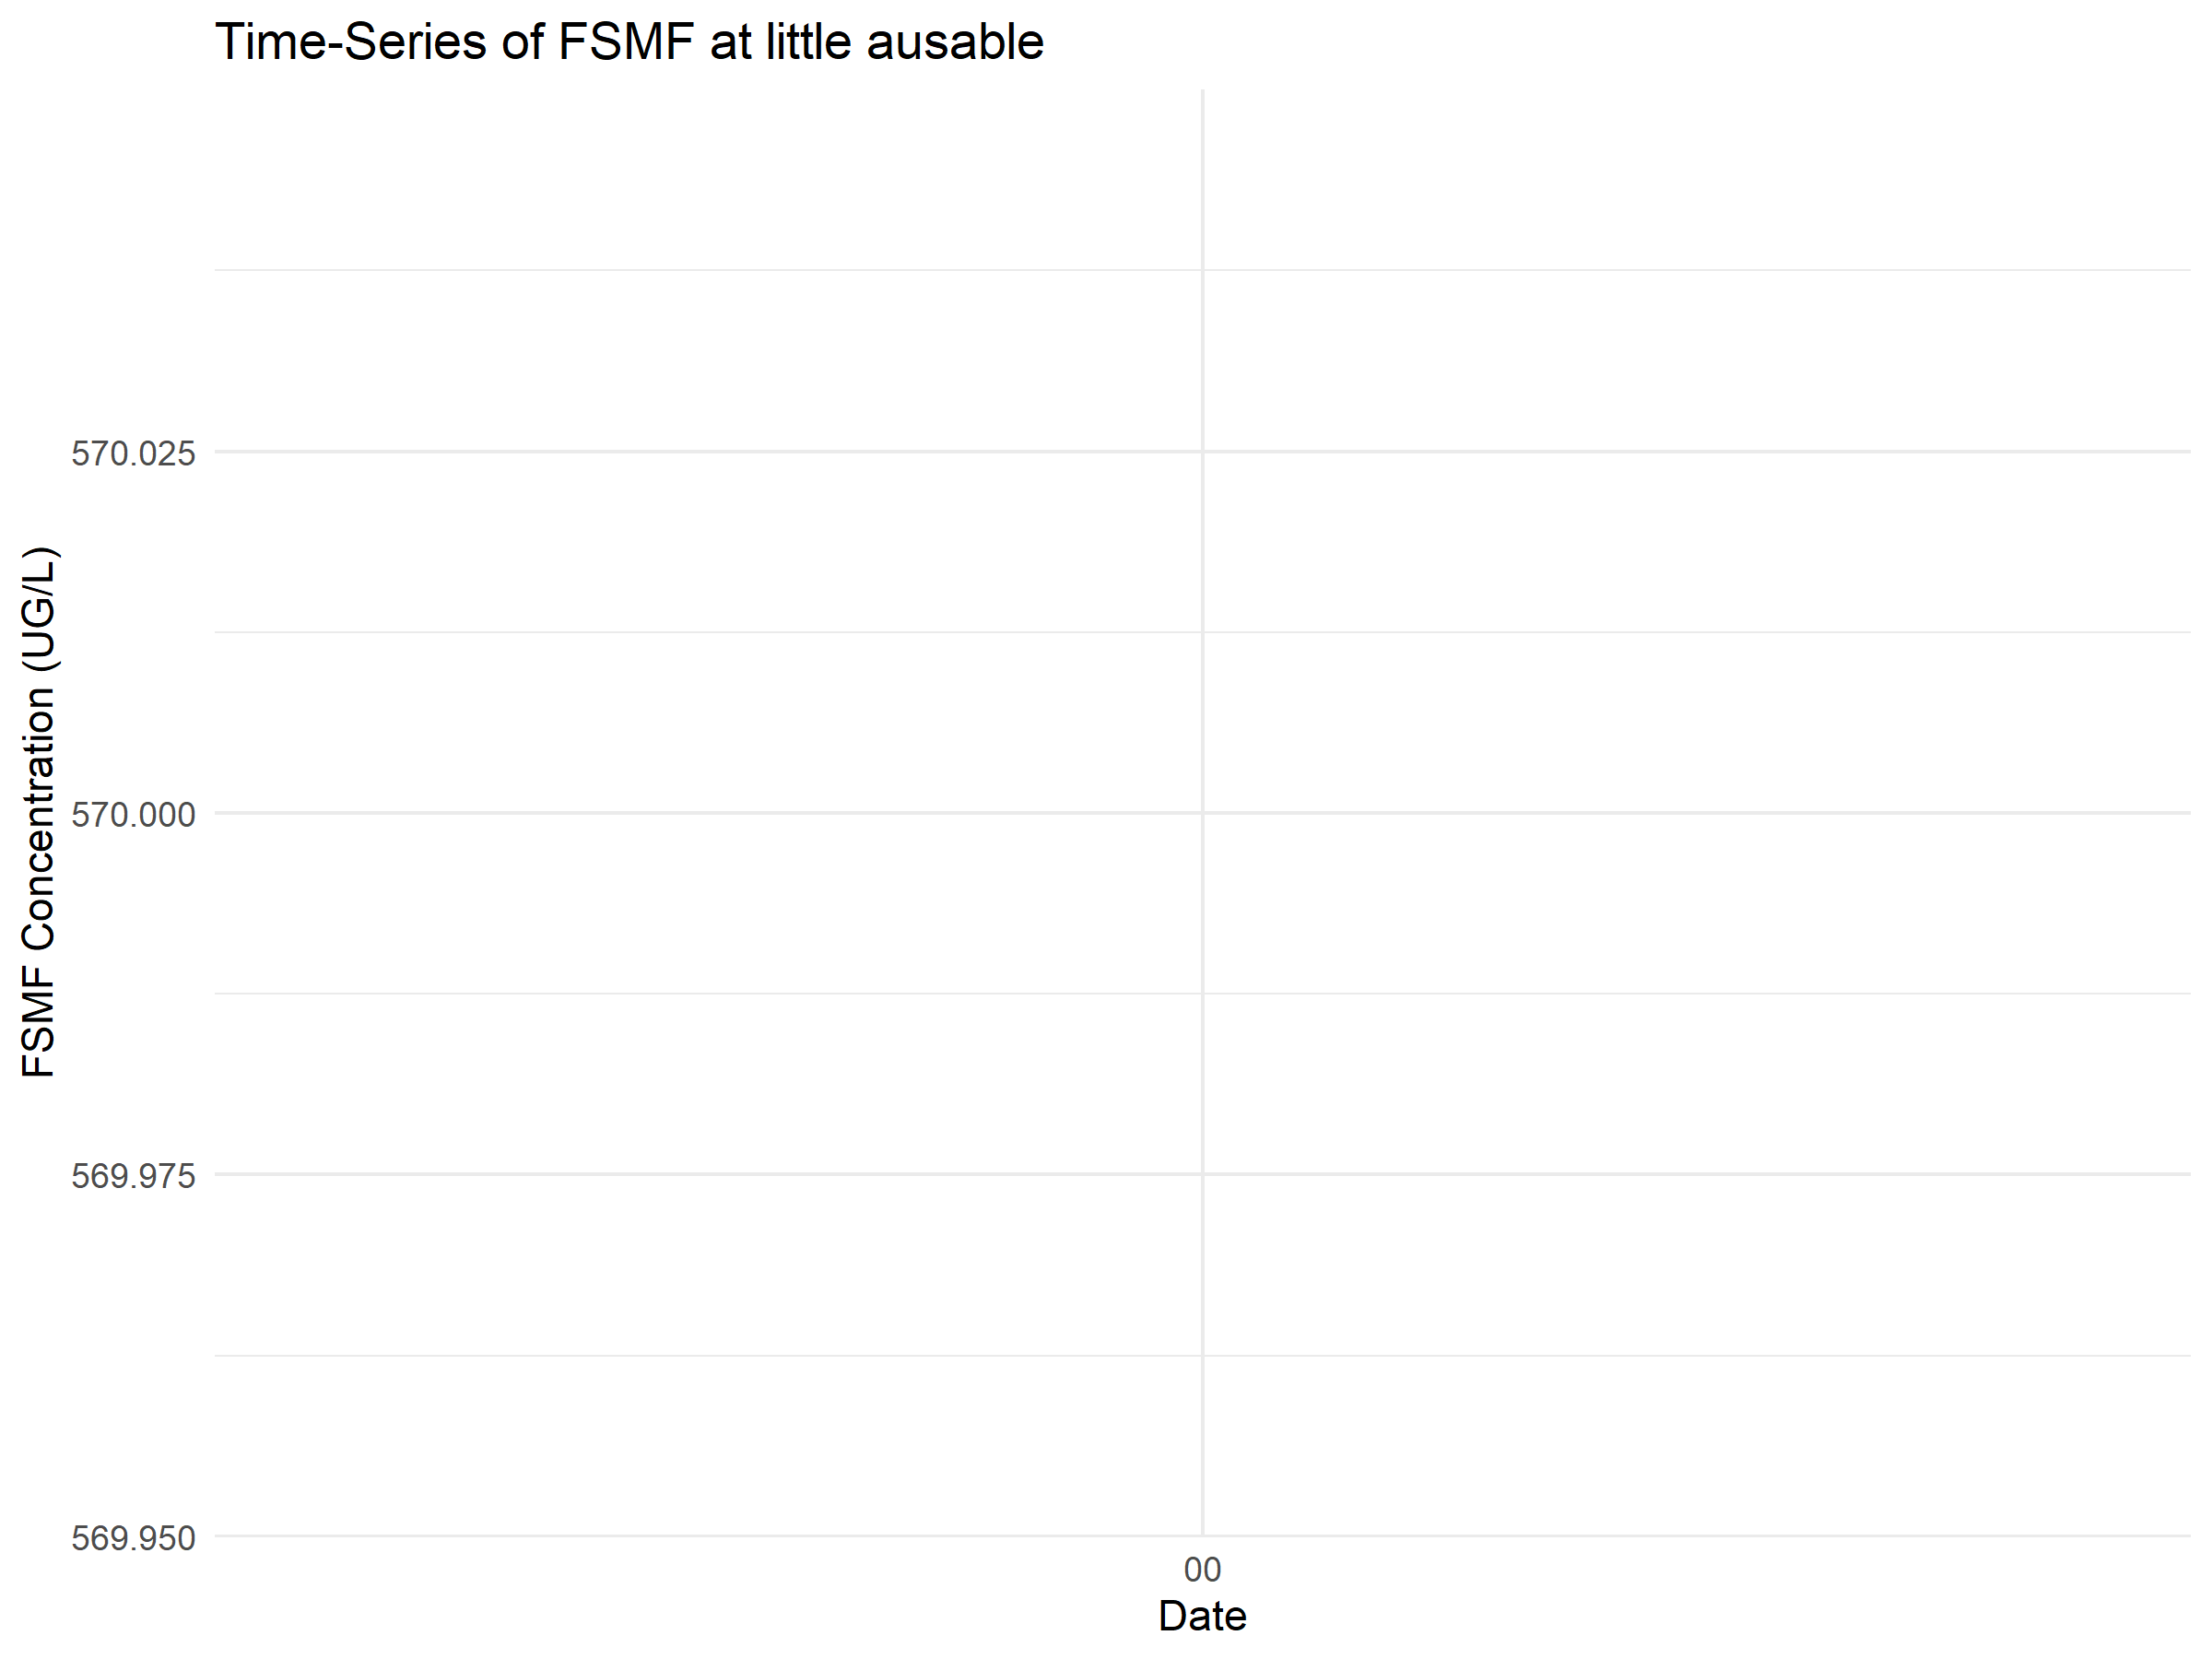 Time-Series of FSMF at little ausable
FSMF Concentration (UG/L)
570.025
570.000
569.975
569.950
00
Date